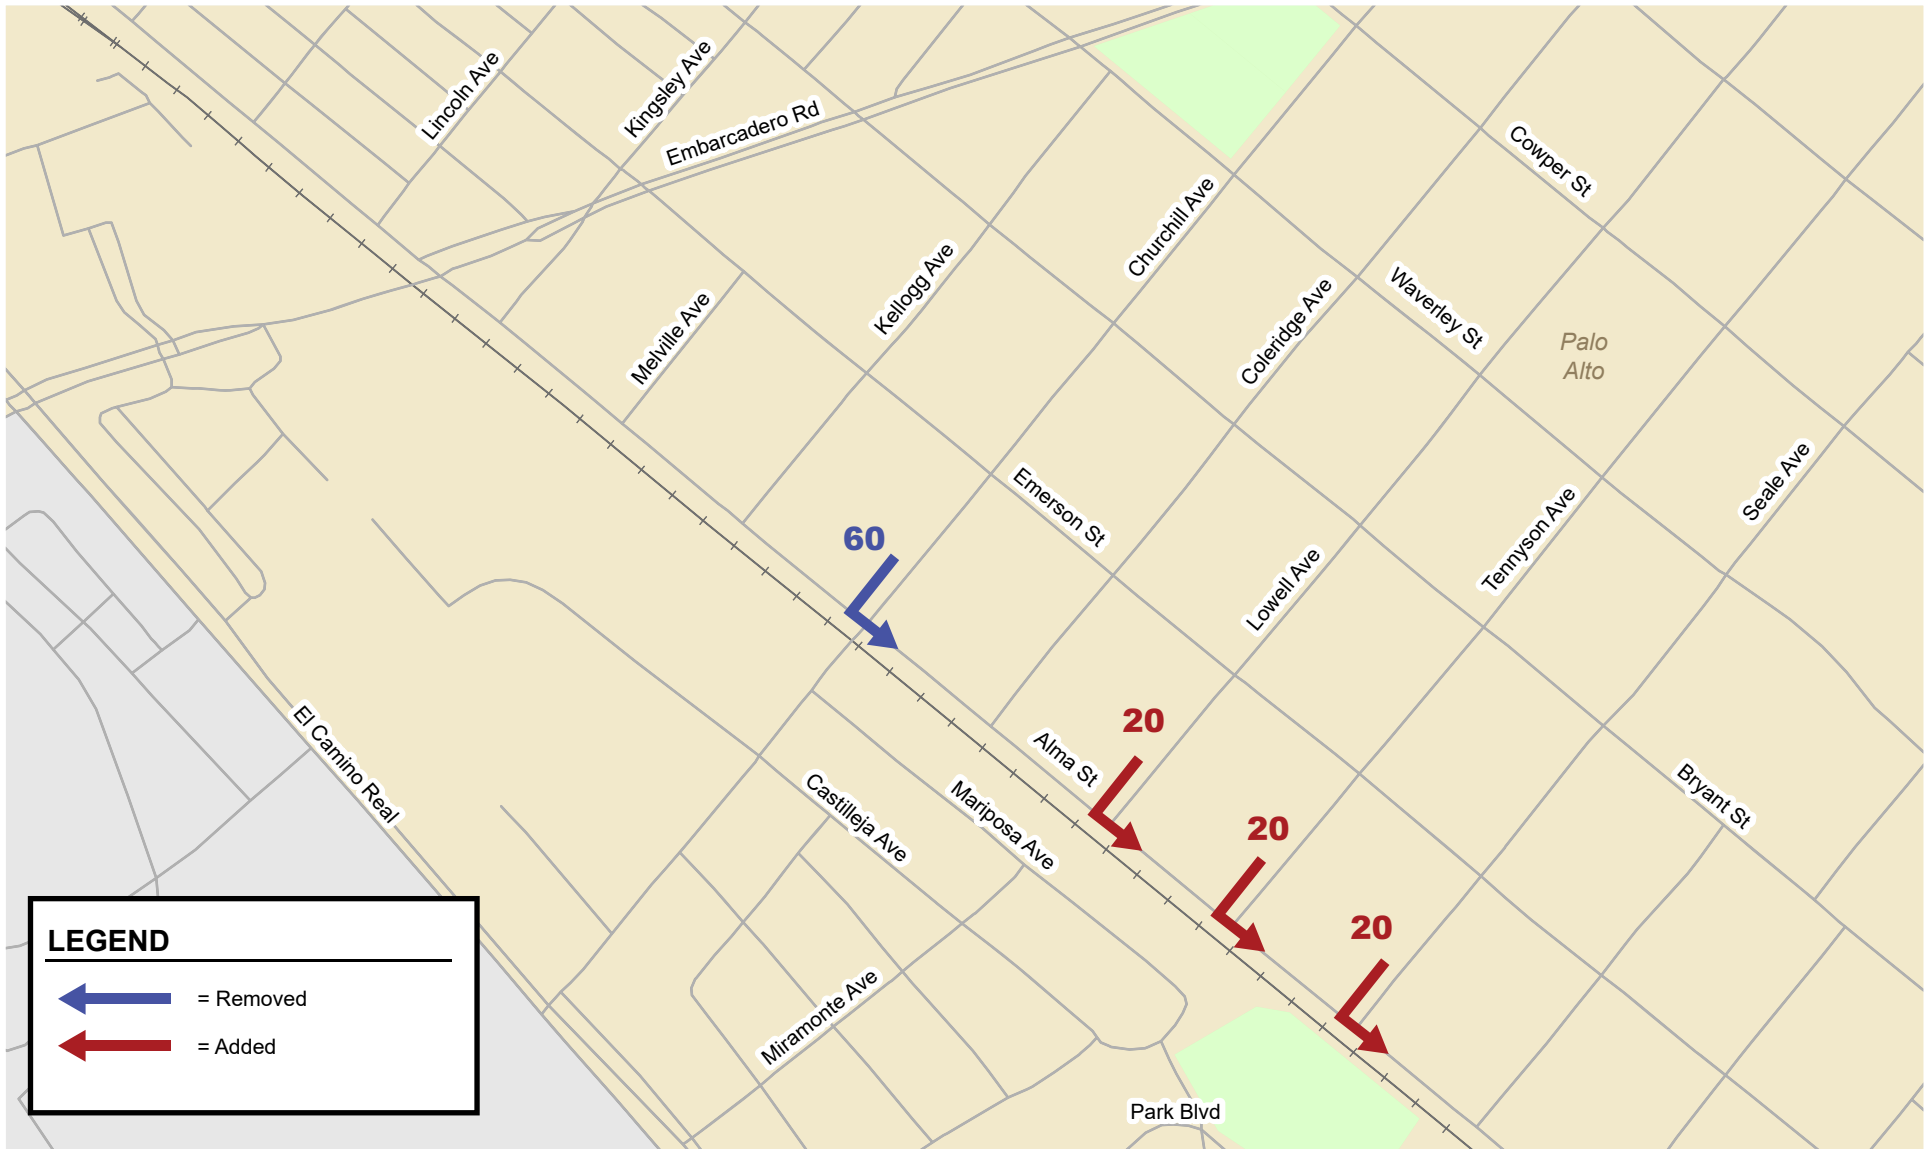 Lincoln Ave
Kingsley Ave
Embarcadero Rd
Cowper St
Churchill Ave
Kellogg Ave
Melville Ave
Coleridge Ave
Waverley St
Palo
Alto
Emerson St
Seale Ave
Tennyson Ave
Lowell Ave
60
20
Alma St
El Camino Real
Castilleja Ave
Mariposa Ave
20
Bryant St
20
Miramonte Ave
Park Blvd
LEGEND
= Removed
= Added